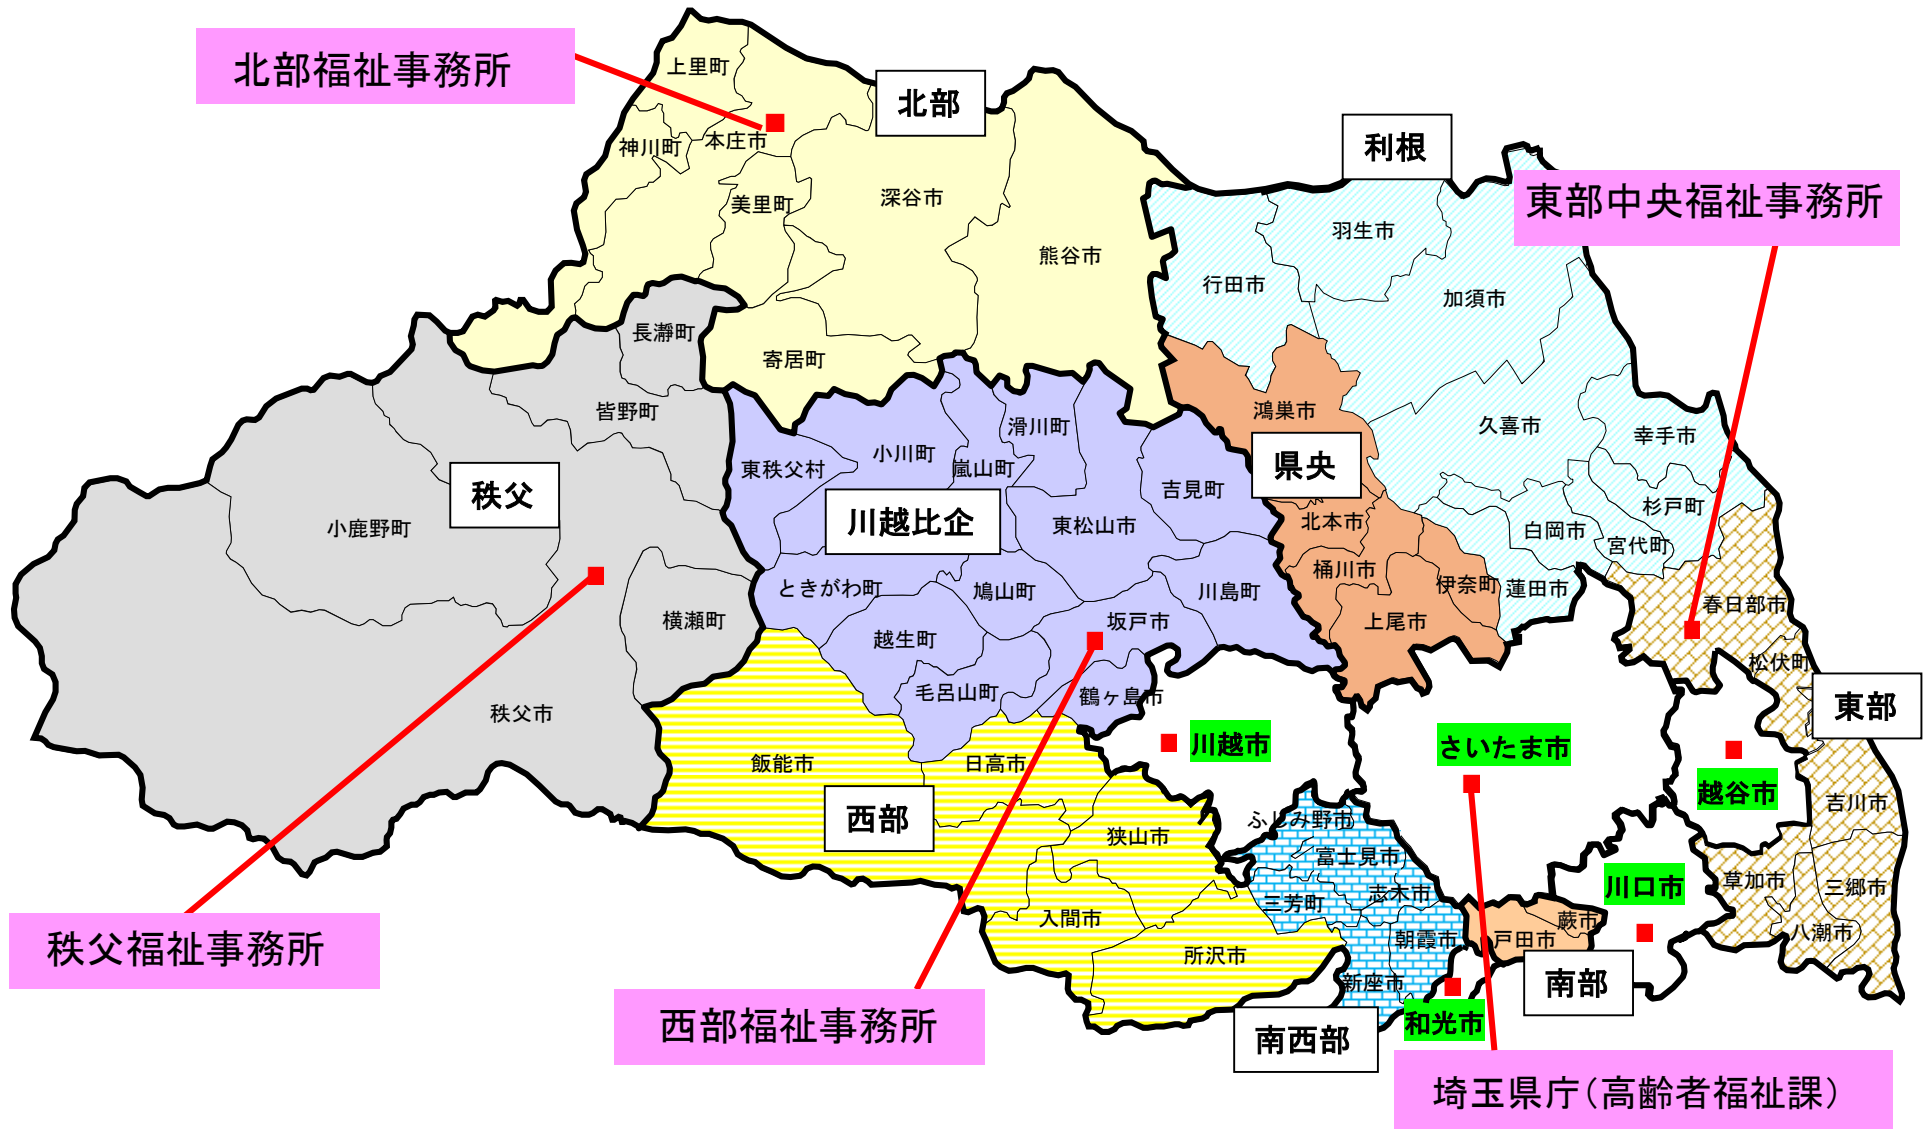 北部福祉事務所
上里町
北部
本庄市
神川町
利根
美里町
深谷市
東部中央福祉事務所
羽生市
熊谷市
行田市
加須市
長瀞町
寄居町
皆野町
鴻巣市
滑川町
久喜市
幸手市
小川町
東秩父村
嵐山町
県央
吉見町
秩父
杉戸町
小鹿野町
川越比企
東松山市
北本市
白岡市
宮代町
桶川市
伊奈町
蓮田市
ときがわ町
鳩山町
川島町
春日部市
横瀬町
坂戸市
上尾市
越生町
松伏町
毛呂山町
鶴ヶ島市
東部
秩父市
川越市
さいたま市
飯能市
日高市
越谷市
吉川市
西部
ふじみ野市
狭山市
富士見市
川口市
草加市
三郷市
志木市
三芳町
入間市
蕨市
八潮市
朝霞市
戸田市
秩父福祉事務所
所沢市
新座市
南部
西部福祉事務所
和光市
南西部
埼玉県庁（高齢者福祉課）